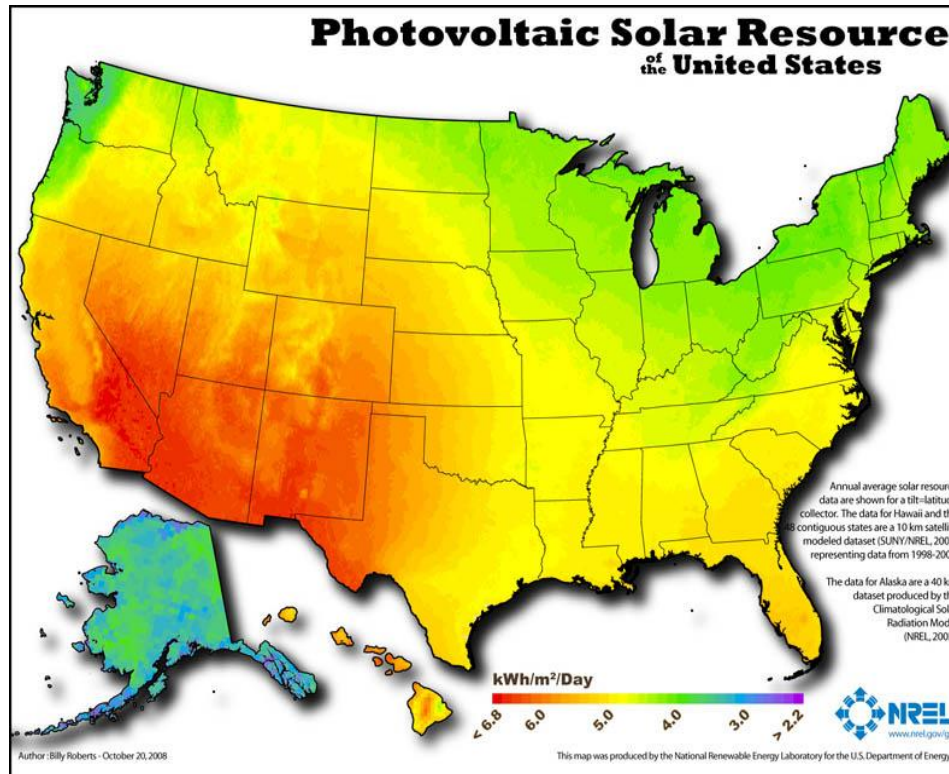 Photovoltaic Solar Resource
of the United States
Annual average solar resour
data are shown for a tilt=latitud
collector. The data for Hawaii and th
48 contiguous states are a 10 km satelli
modeled dataset (SUNY/NREL, 200
representing data from 1998-200
The data for Alaska are a 40 k
dataset produced by th
Climatological Sol
Radiation Mod
(NREL, 200
kWh/m²/Day
< 6.8
6.0
5.0
4.0
3.0
> 2.2
NREL
www.nrel.gov/g
Author : Billy Roberts - October 20, 2008
This map was produced by the National Renewable Energy Laboratory for the U.S. Department of Energy